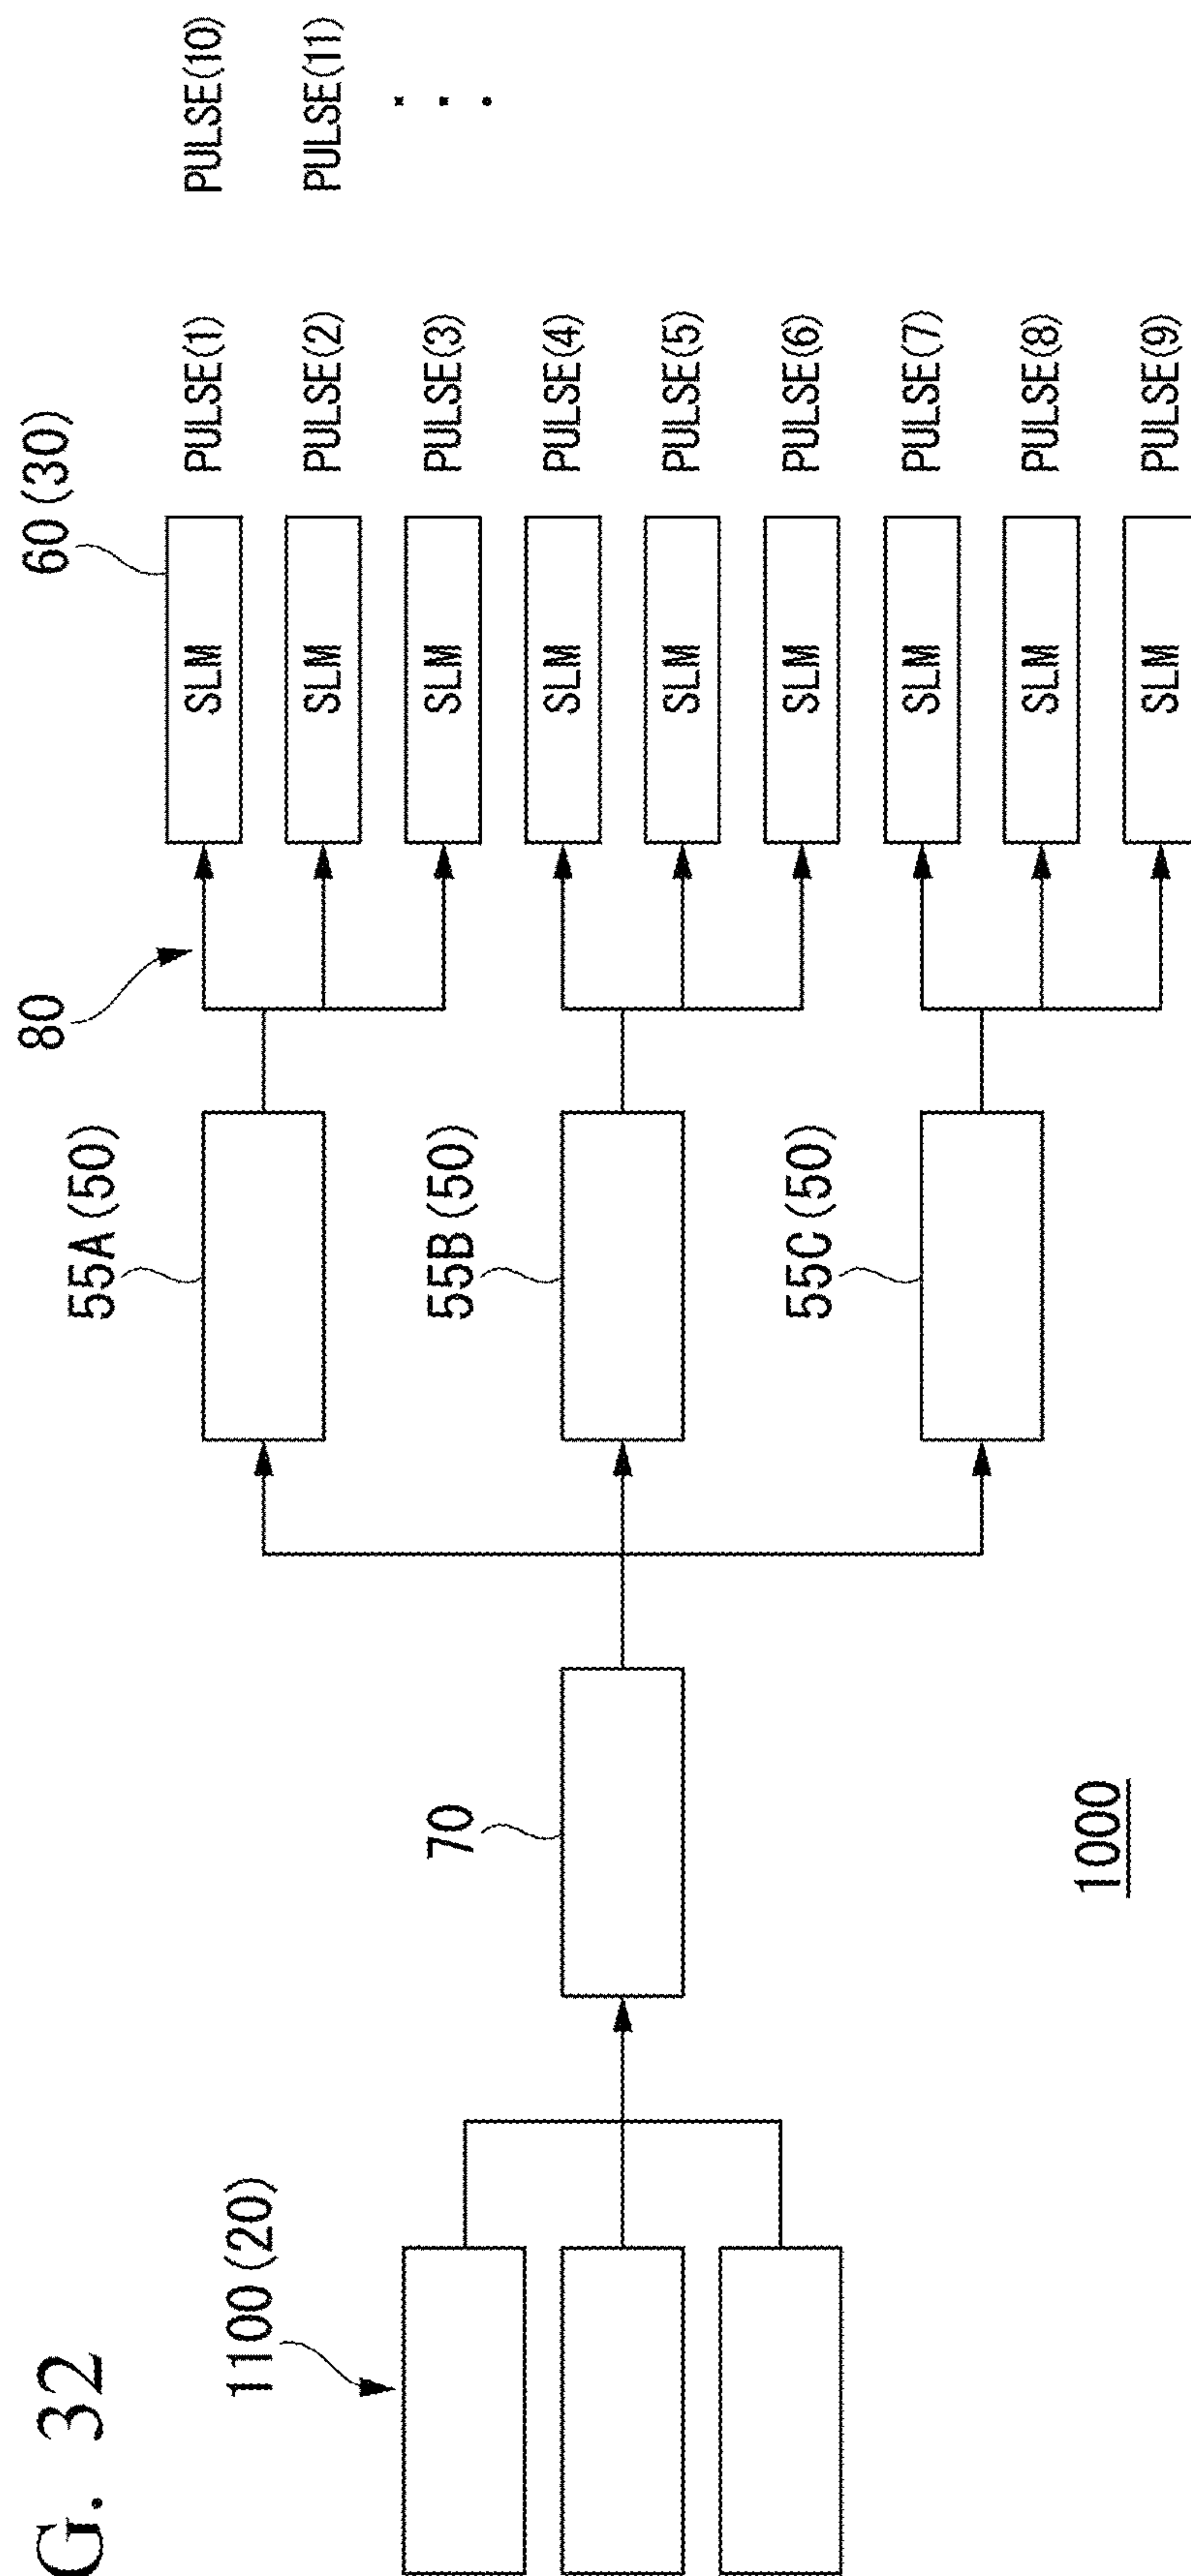 G. 32
1100 (20)
70
55A (50)
55B (50)
55C (50)
80
60 (30)
SLM
SLM
SLM
SLM
SLM
SLM
SLM
SLM
SLM
PULSE(1)
PULSE(2)
PULSE(3)
PULSE(4)
PULSE(5)
PULSE(6)
PULSE(7)
PULSE(8)
PULSE(9)
PULSE(10)
PULSE(11)
1000